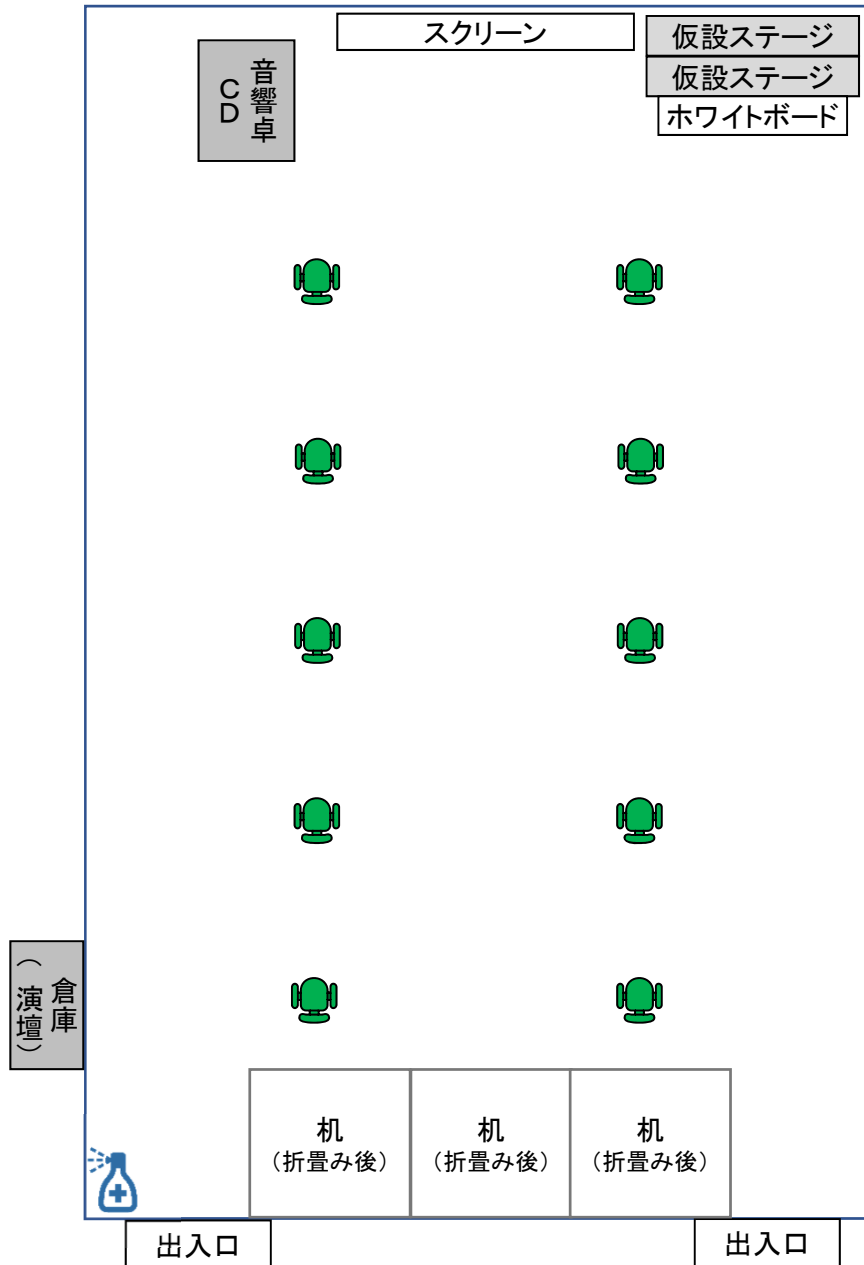 スクリーン
仮設ステージ
仮設ステージ
ホワイトボード
音響卓
CD
倉庫
（演壇）
机
（折畳み後）
机
（折畳み後）
机
（折畳み後）
出入口
出入口